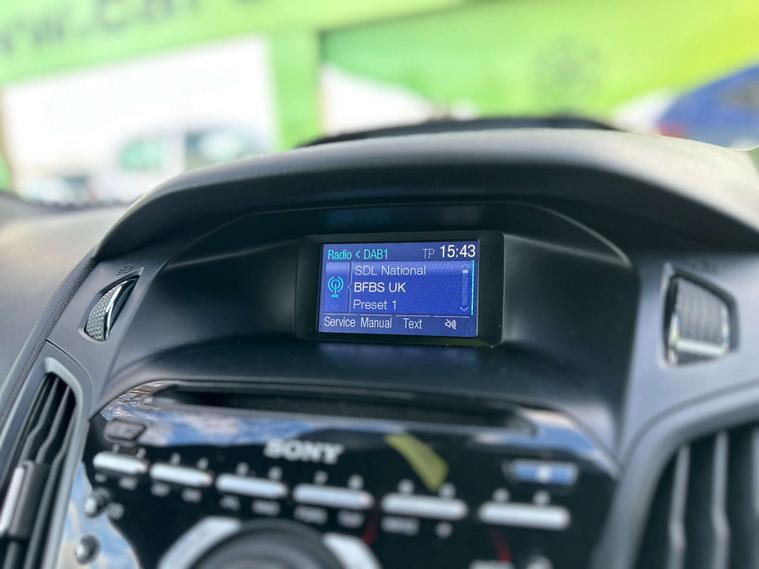 Radio < DAB1 TP 15:43
SDL National
BFBS UK
Preset 1
Service Manual Text
SONY